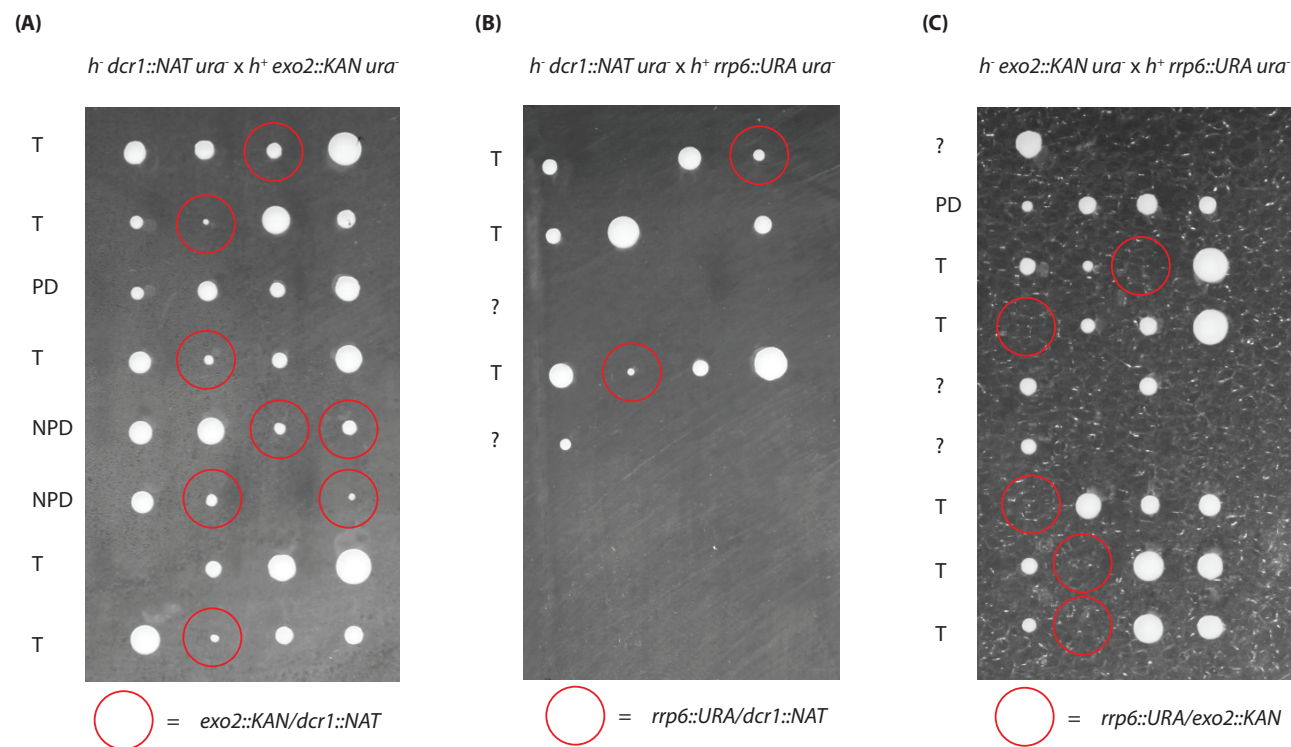 (A)
h- dcr1::NAT ura- x h+ exo2::KAN ura-
T
T
PD
T
NPD
NPD
T
T
= exo2::KAN/dcr1::NAT
(B)
h- dcr1::NAT ura- x h+ rrp6::URA ura-
T
T
?
T
?
= rrp6::URA/dcr1::NAT
(C)
h- exo2::KAN ura- x h+ rrp6::URA ura-
?
PD
T
T
?
?
T
T
T
= rrp6::URA/exo2::KAN